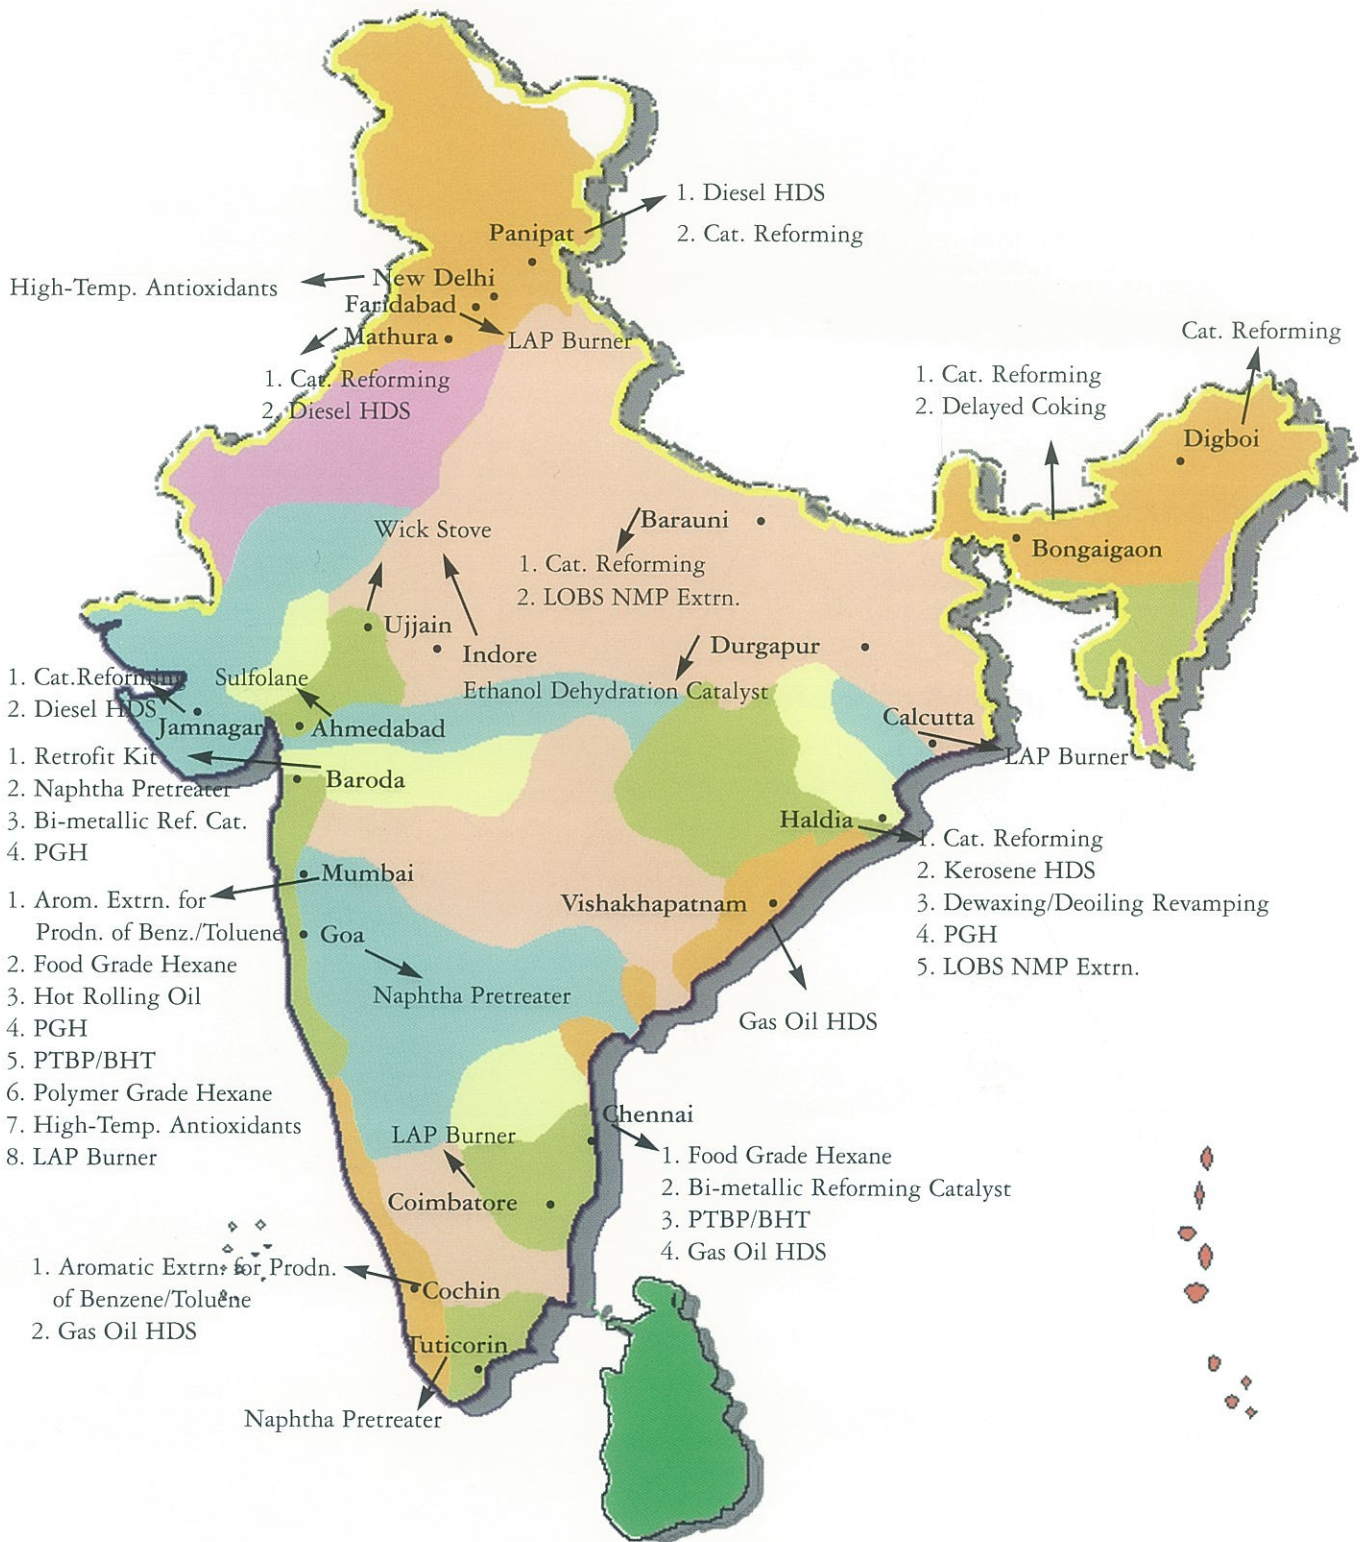 1. Diesel HDS
2. Cat. Reforming
Panipat
New Delhi
High-Temp. Antioxidants
Faridabad
Mathura
LAP Burner
1. Cat. Reforming
2. Diesel HDS
Cat. Reforming
1. Cat. Reforming
2. Delayed Coking
Digboi
Bongaigaon
Wick Stove
Barauni
1. Cat. Reforming
2. LOBS NMP Extrn.
Ujjain
Indore
Durgapur
Ethanol Dehydration Catalyst
1. Cat.Reforming
2. Diesel HDS
Sulfolane
Jamnagar
Ahmedabad
Calcutta
LAP Burner
1. Retrofit Kit
2. Naphtha Pretreater
3. Bi-metallic Ref. Cat.
4. PGH
Baroda
Haldia
1. Cat. Reforming
2. Kerosene HDS
3. Dewaxing/Deoiling Revamping
4. PGH
5. LOBS NMP Extrn.
Mumbai
1. Arom. Extrn. for
Prodn. of Benz./Toluene
2. Food Grade Hexane
3. Hot Rolling Oil
4. PGH
5. PTBP/BHT
6. Polymer Grade Hexane
7. High-Temp. Antioxidants
8. LAP Burner
Vishakhapatnam
Gas Oil HDS
Goa
Naphtha Pretreater
Chennai
1. Food Grade Hexane
2. Bi-metallic Reforming Catalyst
3. PTBP/BHT
4. Gas Oil HDS
LAP Burner
Coimbatore
1. Aromatic Extrn. for Prodn.
of Benzene/Toluene
2. Gas Oil HDS
Cochin
Tuticorin
Naphtha Pretreater